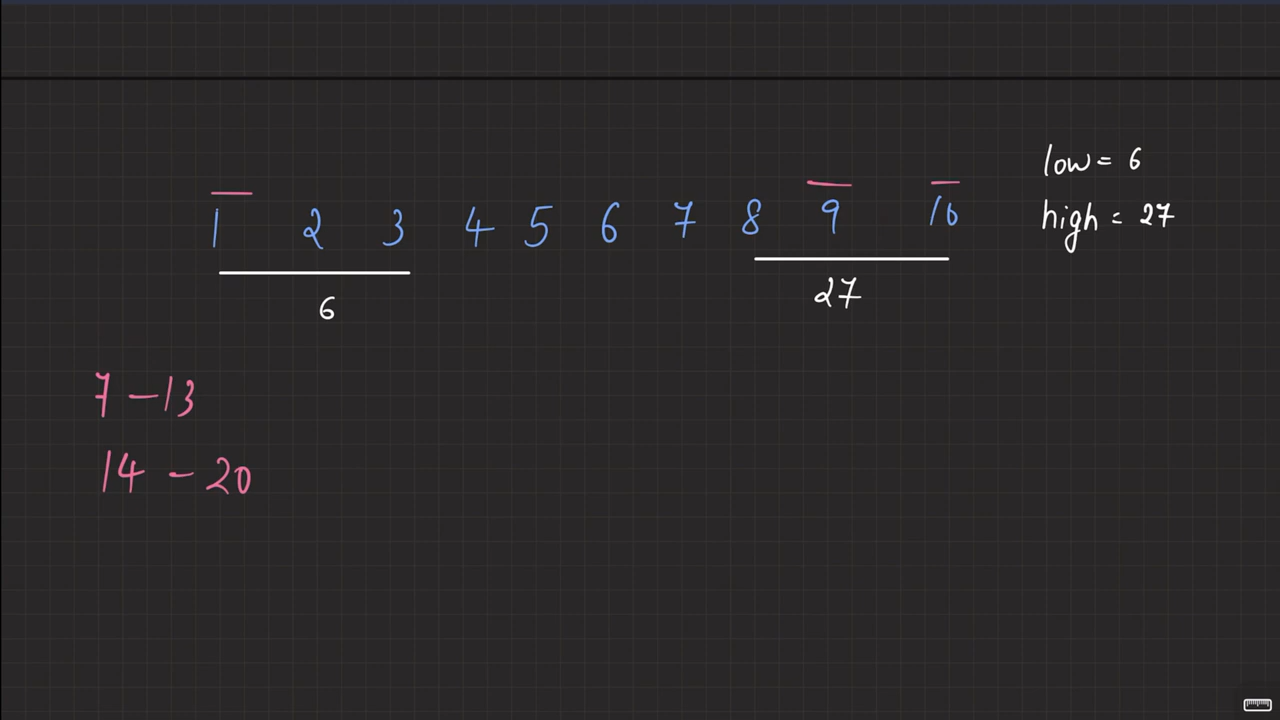 low = 6
1 2 3 4 5 6 7 8 9 10
high = 27
6
27
7 - 13
14 - 20